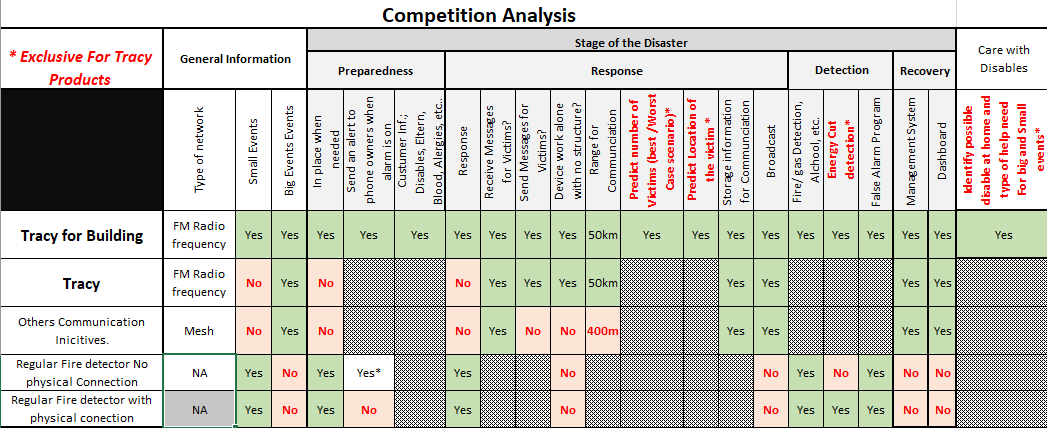 Competition Analysis
* Exclusive For Tracy
Products
General Information
Stage of the Disaster
Care with
Disables
Preparedness
Response
Detection
Recovery
Type of network
Small Events
Big Events Events
In place when
needed
Send an alert to
phone owners when
alarm is on
Custumer Inf.;
Disables, Eltern,
Blood, Allergies, etc..
Response
Receive Messages
for Victims?
Send Messages for
Victims?
Device work alone
with no structure?
Range for
Communciation
Predict number of
Victims (best /Worst
Case scenario)*
Predict Location of
the victim *
Storage information
for Communciation
Broadcast
Fire/ gas Detection,
Alchool, etc.
Energy Cut
detection*
False Alarm Program
Management System
Dashboard
Identify possible
disable at home and
type of help need
For big and Small
events*
Tracy for Building
FM Radio
frequency
Yes Yes Yes Yes Yes Yes Yes Yes Yes 50km Yes Yes Yes Yes Yes Yes Yes Yes Yes Yes
Tracy
FM Radio
frequency
No Yes No No Yes Yes Yes 50km Yes Yes Yes Yes
Others Communication
Inicitives.
Mesh
No Yes No No Yes No No 400m Yes Yes Yes Yes
Regular Fire detector No
physical Connection
NA
Yes No Yes Yes* Yes No No Yes No Yes No No
Regular Fire detector with
physical conection
NA
Yes No Yes No Yes No No Yes Yes Yes No No